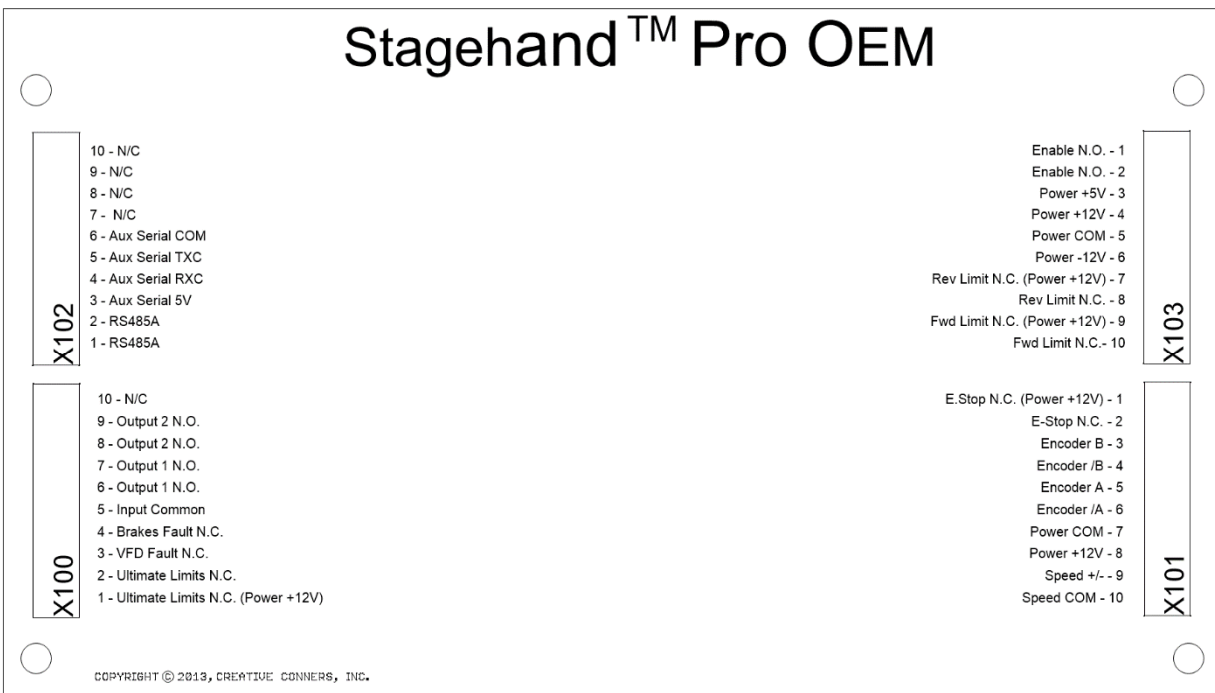 Stagehand™ Pro OEM
10 - N/C
9 - N/C
8 - N/C
7 - N/C
6 - Aux Serial COM
5 - Aux Serial TXC
4 - Aux Serial RXC
3 - Aux Serial 5V
2 - RS485A
1 - RS485A
X102
Enable N.O. - 1
Enable N.O. - 2
Power +5V - 3
Power +12V - 4
Power COM - 5
Power -12V - 6
Rev Limit N.C. (Power +12V) - 7
Rev Limit N.C. - 8
Fwd Limit N.C. (Power +12V) - 9
Fwd Limit N.C.- 10
X103
10 - N/C
9 - Output 2 N.O.
8 - Output 2 N.O.
7 - Output 1 N.O.
6 - Output 1 N.O.
5 - Input Common
4 - Brakes Fault N.C.
3 - VFD Fault N.C.
2 - Ultimate Limits N.C.
1 - Ultimate Limits N.C. (Power +12V)
X100
E.Stop N.C. (Power +12V) - 1
E-Stop N.C. - 2
Encoder B - 3
Encoder /B - 4
Encoder A - 5
Encoder /A - 6
Power COM - 7
Power +12V - 8
Speed +/- - 9
Speed COM - 10
X101
COPYRIGHT © 2013, CREATIVE CONNERS, INC.